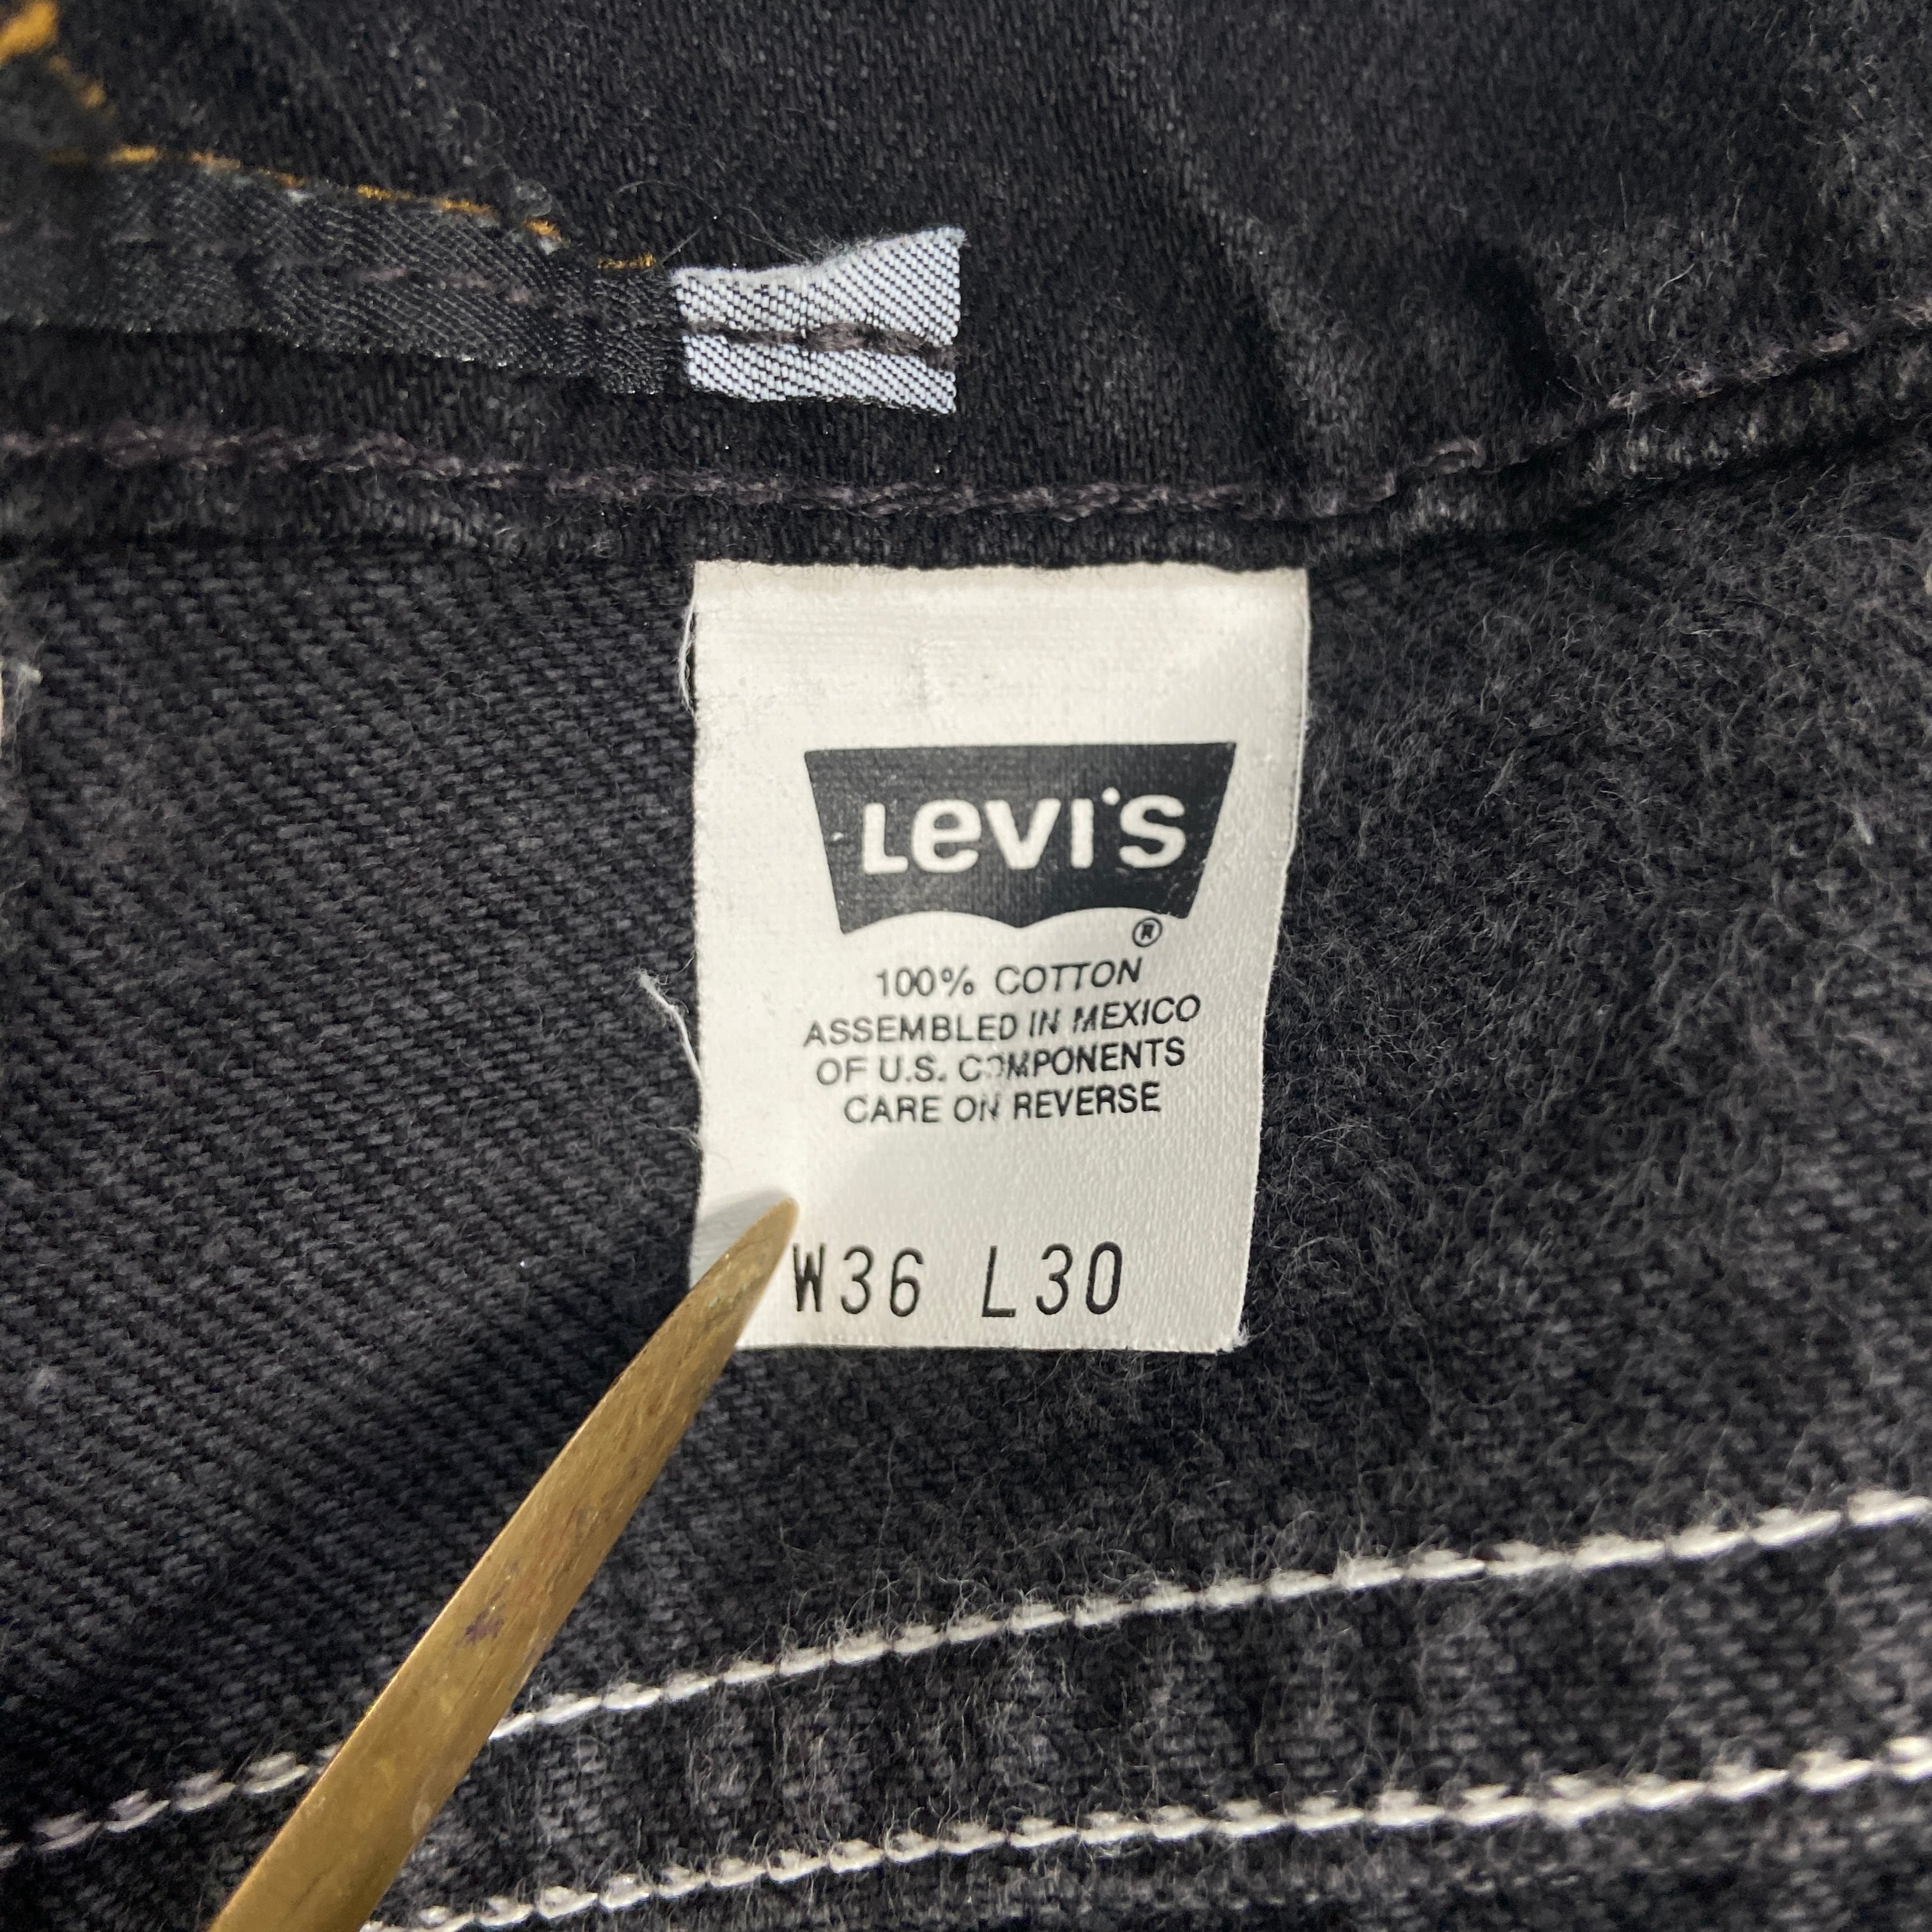 Levi's
®
100% COTTON
ASSEMBLED IN MEXICO
OF U.S. COMPONENTS
CARE ON REVERSE
W36 L30